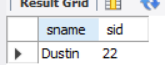 Result Grid
sname sid
Dustin 22